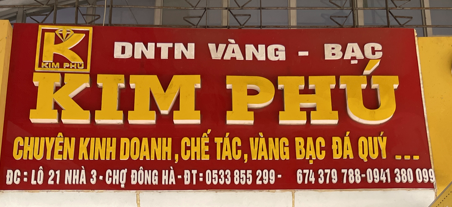 KIM PHÚ
DNTN VÀNG - BẠC
KIM PHÚ
CHUYÊN KINH DOANH, CHẾ TÁC, VÀNG BẠC ĐÁ QUÝ ...
ĐC: LÔ 21 NHÀ 3 - CHỢ ĐÔNG HÀ - ĐT: 0533 855 299 - 674 379 788-0941 380 099